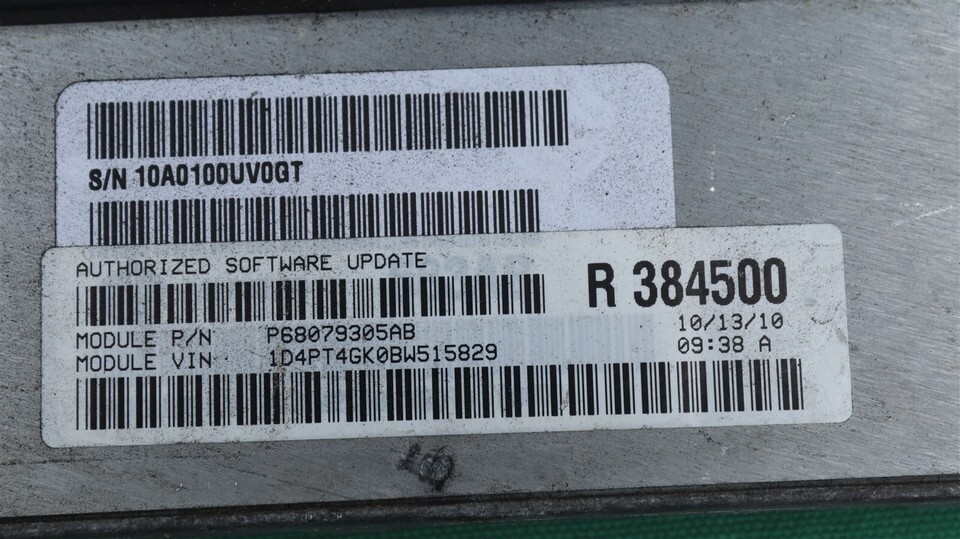 S/N 10A0100UV0GT
AUTHORIZED SOFTWARE UPDATE
R 384500
MODULE P/N P68079305AB
10/13/10
MODULE VIN 1D4PT4GK0BW515829
09:38 A